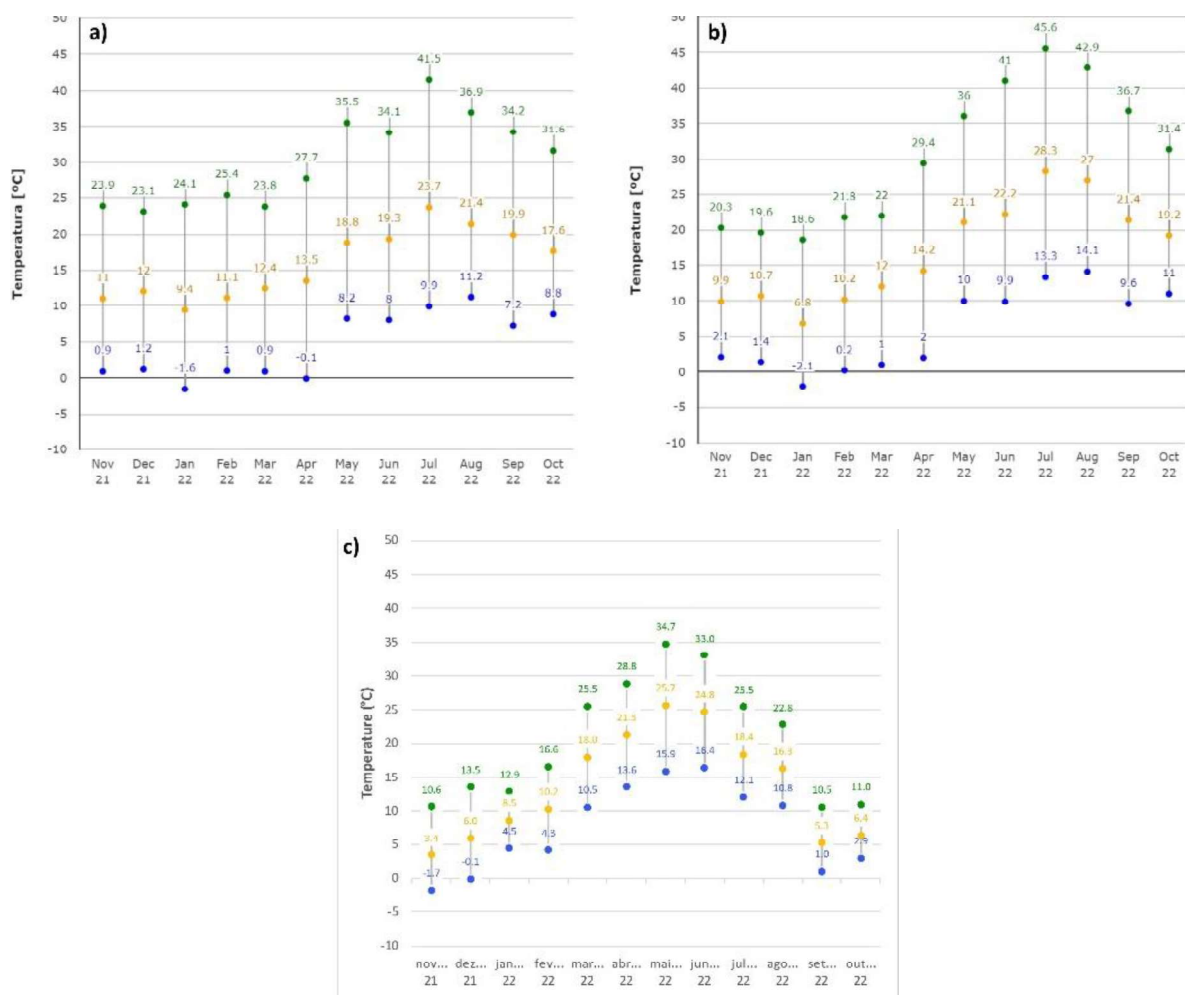 a)
50
45
40
35
30
25
20
15
10
5
0
-5
-10
Temperatura [°C]
23.9 23.1 24.1 25.4 23.8 27.7 35.5 34.1 41.5 36.9 34.2 31.6
11 12 9.4 11.1 12.4 13.5 18.8 19.3 23.7 21.4 19.9 17.6
0.9 1.2 -1.6 1 0.9 -0.1 8.2 8 9.9 11.2 7.2 8.8
Nov Dec Jan Feb Mar Apr May Jun Jul Aug Sep Oct
21 21 22 22 22 22 22 22 22 22 22 22
b)
50
45
40
35
30
25
20
15
10
5
0
-5
-10
Temperatura [°C]
20.3 19.6 18.6 21.8 22 29.4 36 41 45.6 42.9 36.7 31.4
9.9 10.7 6.8 10.2 12 14.2 21.1 22.2 28.3 27 21.4 19.2
2.1 1.4 -2.1 0.2 1 2 10 9.9 13.3 14.1 9.6 11
Nov Dec Jan Feb Mar Apr May Jun Jul Aug Sep Oct
21 21 22 22 22 22 22 22 22 22 22 22
c)
50
45
40
35
30
25
20
15
10
5
0
-5
-10
Temperature (°C)
10.6 13.5 12.9 16.6 25.5 28.8 34.7 33.0 25.5 22.8 10.5 11.0
6.0 8.5 10.2 18.0 21.3 25.7 24.8 18.4 16.3 5.3 6.4
-1.7 -0.1 4.5 4.3 10.5 13.6 15.9 16.4 12.1 10.8 1.0
nov... dez... jan... fev... mar... abr... mai... jun... jul... ago... set... out...
21 21 22 22 22 22 22 22 22 22 22 22